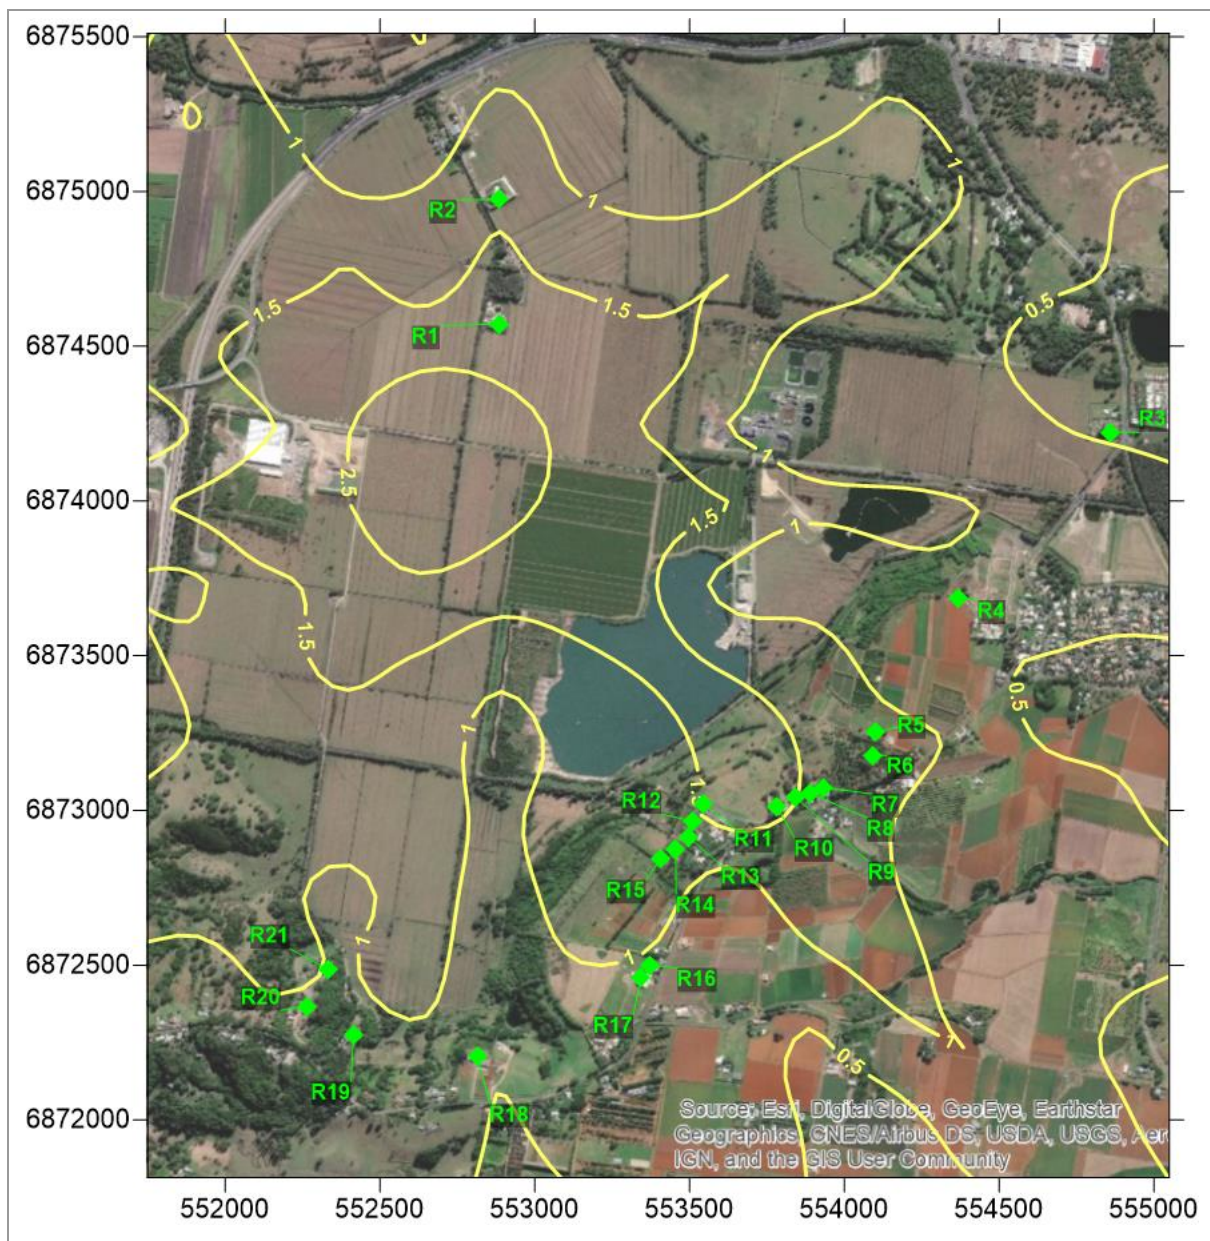 6875500
1
1
1
6875000
R2
1.5
1.5
0.5
R1
6874500
R3
1
2.5
6874000
1.5
1
R4
6873500
1.5
0.5
1
R5
R6
1.
R12
R7
6873000
R11
R8
R10
R9
R13
R15
R14
R21
1
1
R16
6872500
R20
R17
1
0.5
R19
R18
6872000
Source: Esri, DigitalGlobe, GeoEye, Earthstar
Geographics, CNES/Airbus DS, USDA, USGS, Aer
IGN, and the GIS User Community
552000 552500 553000 553500 554000 554500 555000